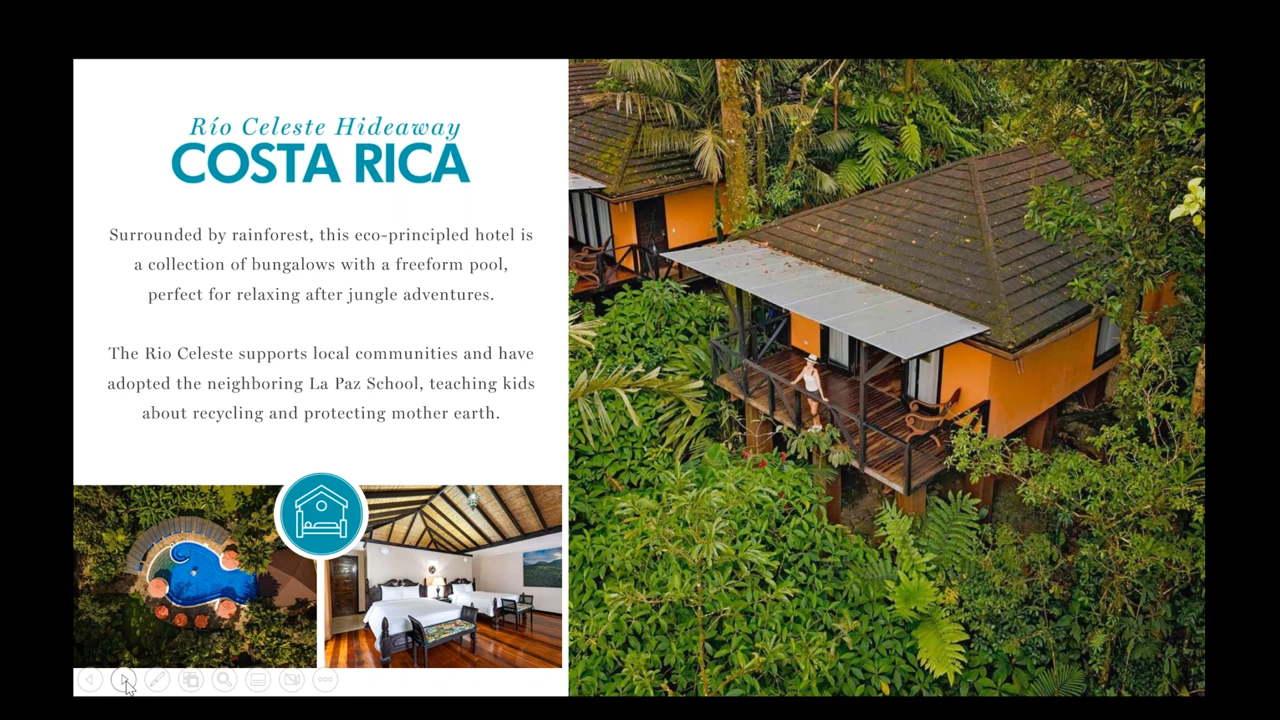 Río Celeste Hideaway
COSTA RICA
Surrounded by rainforest, this eco-principled hotel is
a collection of bungalows with a freeform pool,
perfect for relaxing after jungle adventures.
The Rio Celeste supports local communities and have
adopted the neighboring La Paz School, teaching kids
about recycling and protecting mother earth.